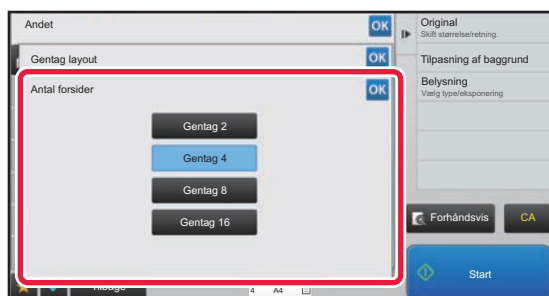 Andet
OK
Gentag layout
OK
Antal forsider
OK
Gentag 2
Gentag 4
Gentag 8
Gentag 16
4 A4
Original
Skift størrelse/retning.
Tilpasning af baggrund
Belysning
Vælg type/eksponering
Forhåndsvis
CA
Start